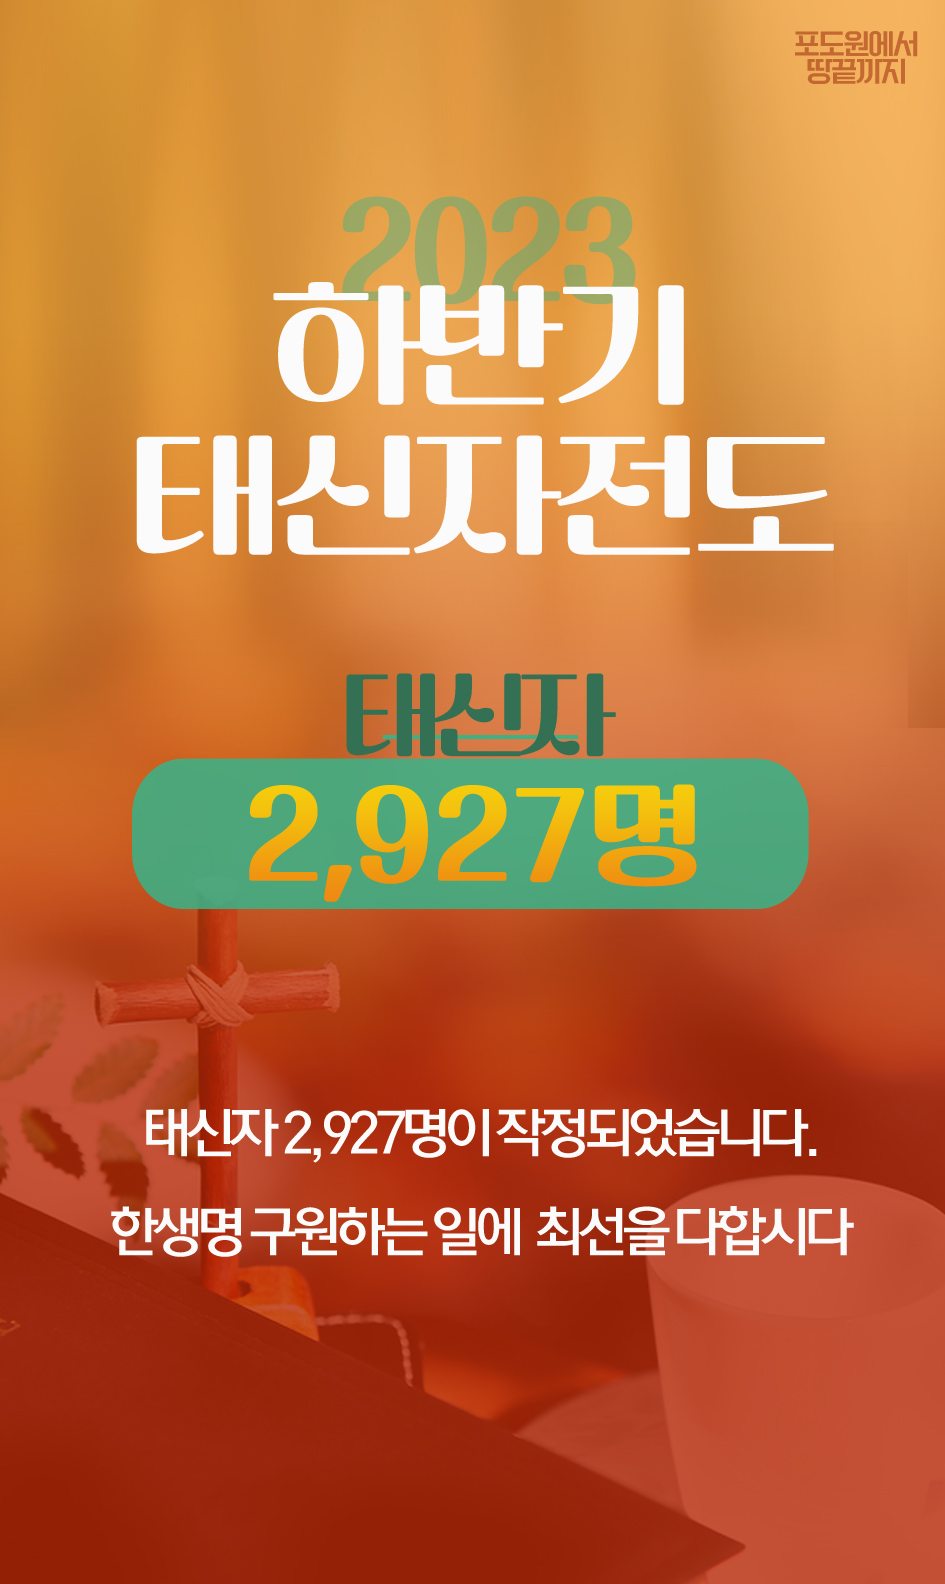 포도원에서
땅끝까지
2023
하반기
태신자전도
태신자
2,927명
태신자 2,927명이 작정되었습니다.
한생명 구원하는 일에 최선을 다합시다